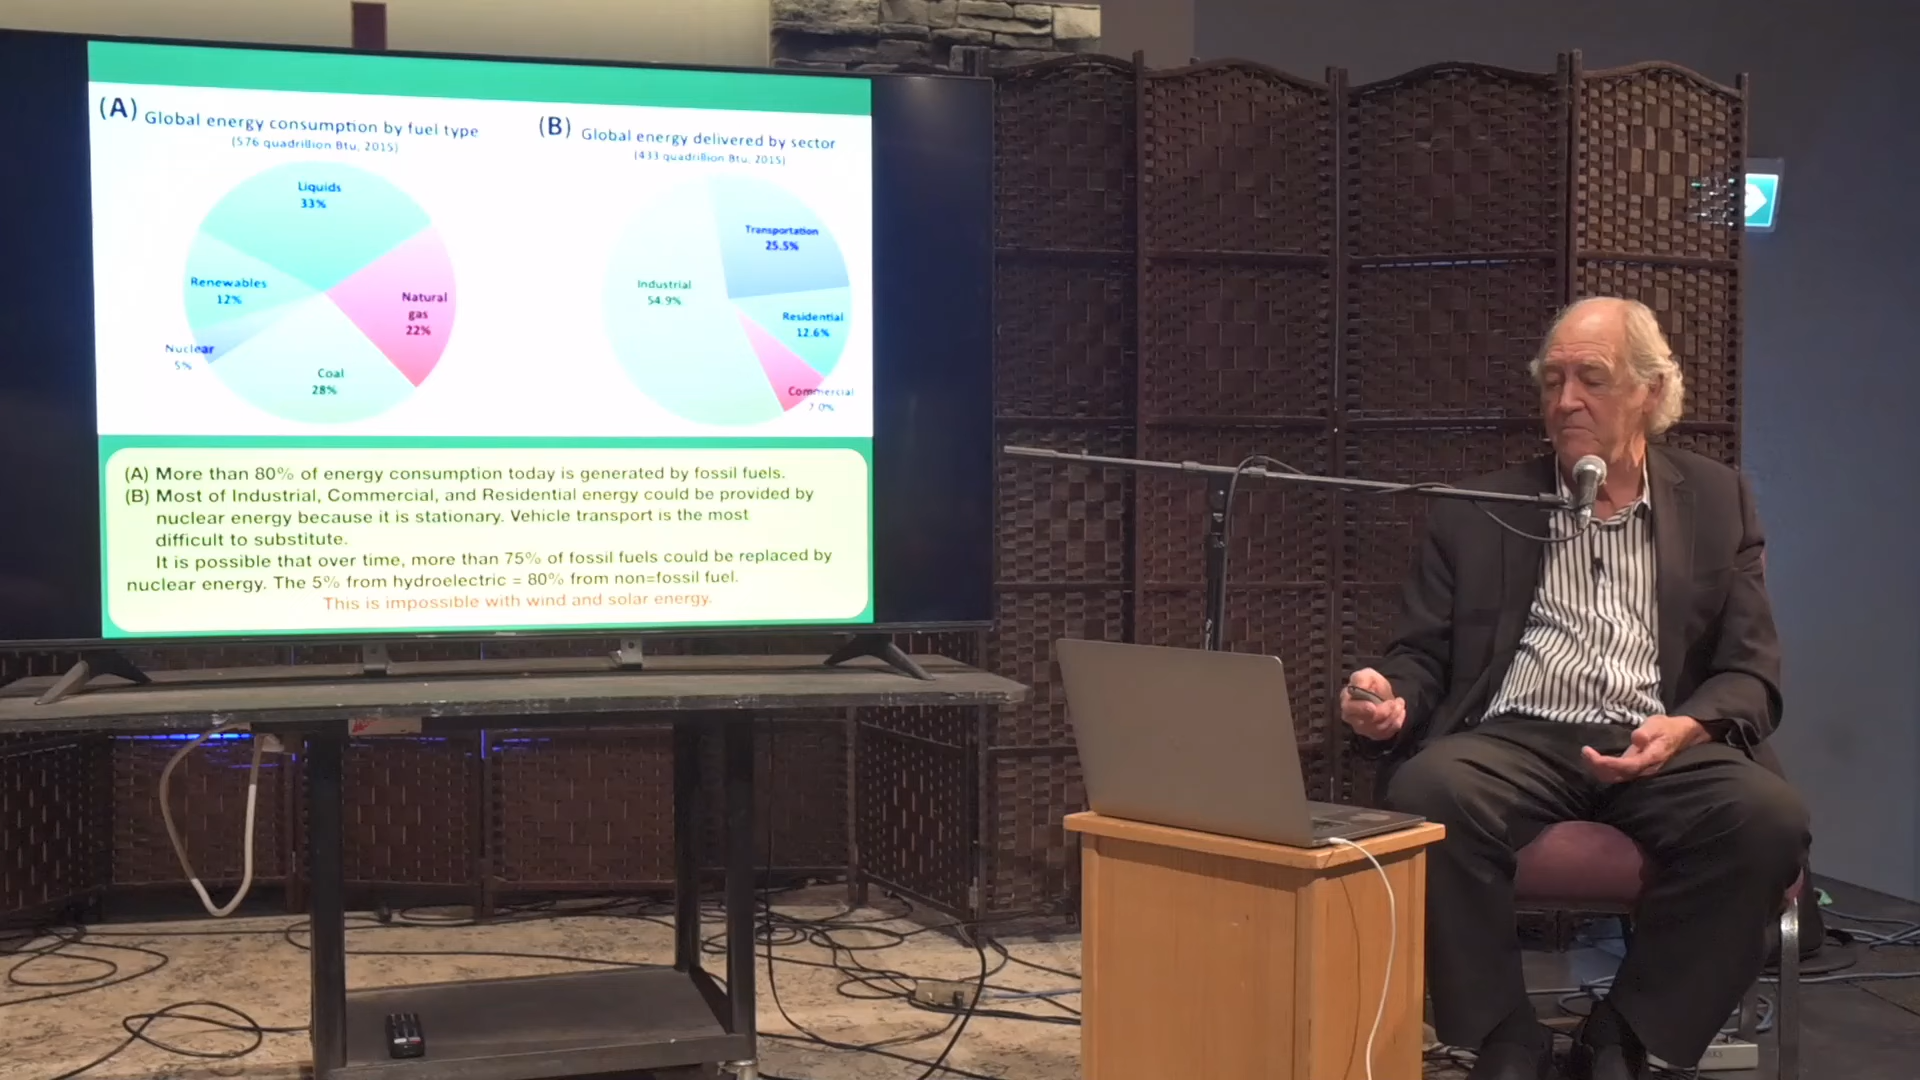 (A) Global energy consumption by fuel type
(576 quadrillion Btu, 2015)
Liquids
33%
Renewables
12%
Natural
gas
22%
Nuclear
5%
Coal
28%
(B) Global energy delivered by sector
(433 quadrillion Btu, 2015)
Transportation
25.5%
Industrial
54.9%
Residential
12.6%
Commercial
7.0%
(A) More than 80% of energy consumption today is generated by fossil fuels.
(B) Most of Industrial, Commercial, and Residential energy could be provided by
nuclear energy because it is stationary. Vehicle transport is the most
difficult to substitute.
It is possible that over time, more than 75% of fossil fuels could be replaced by
nuclear energy. The 5% from hydroelectric = 80% from non=fossil fuel.
This is impossible with wind and solar energy.